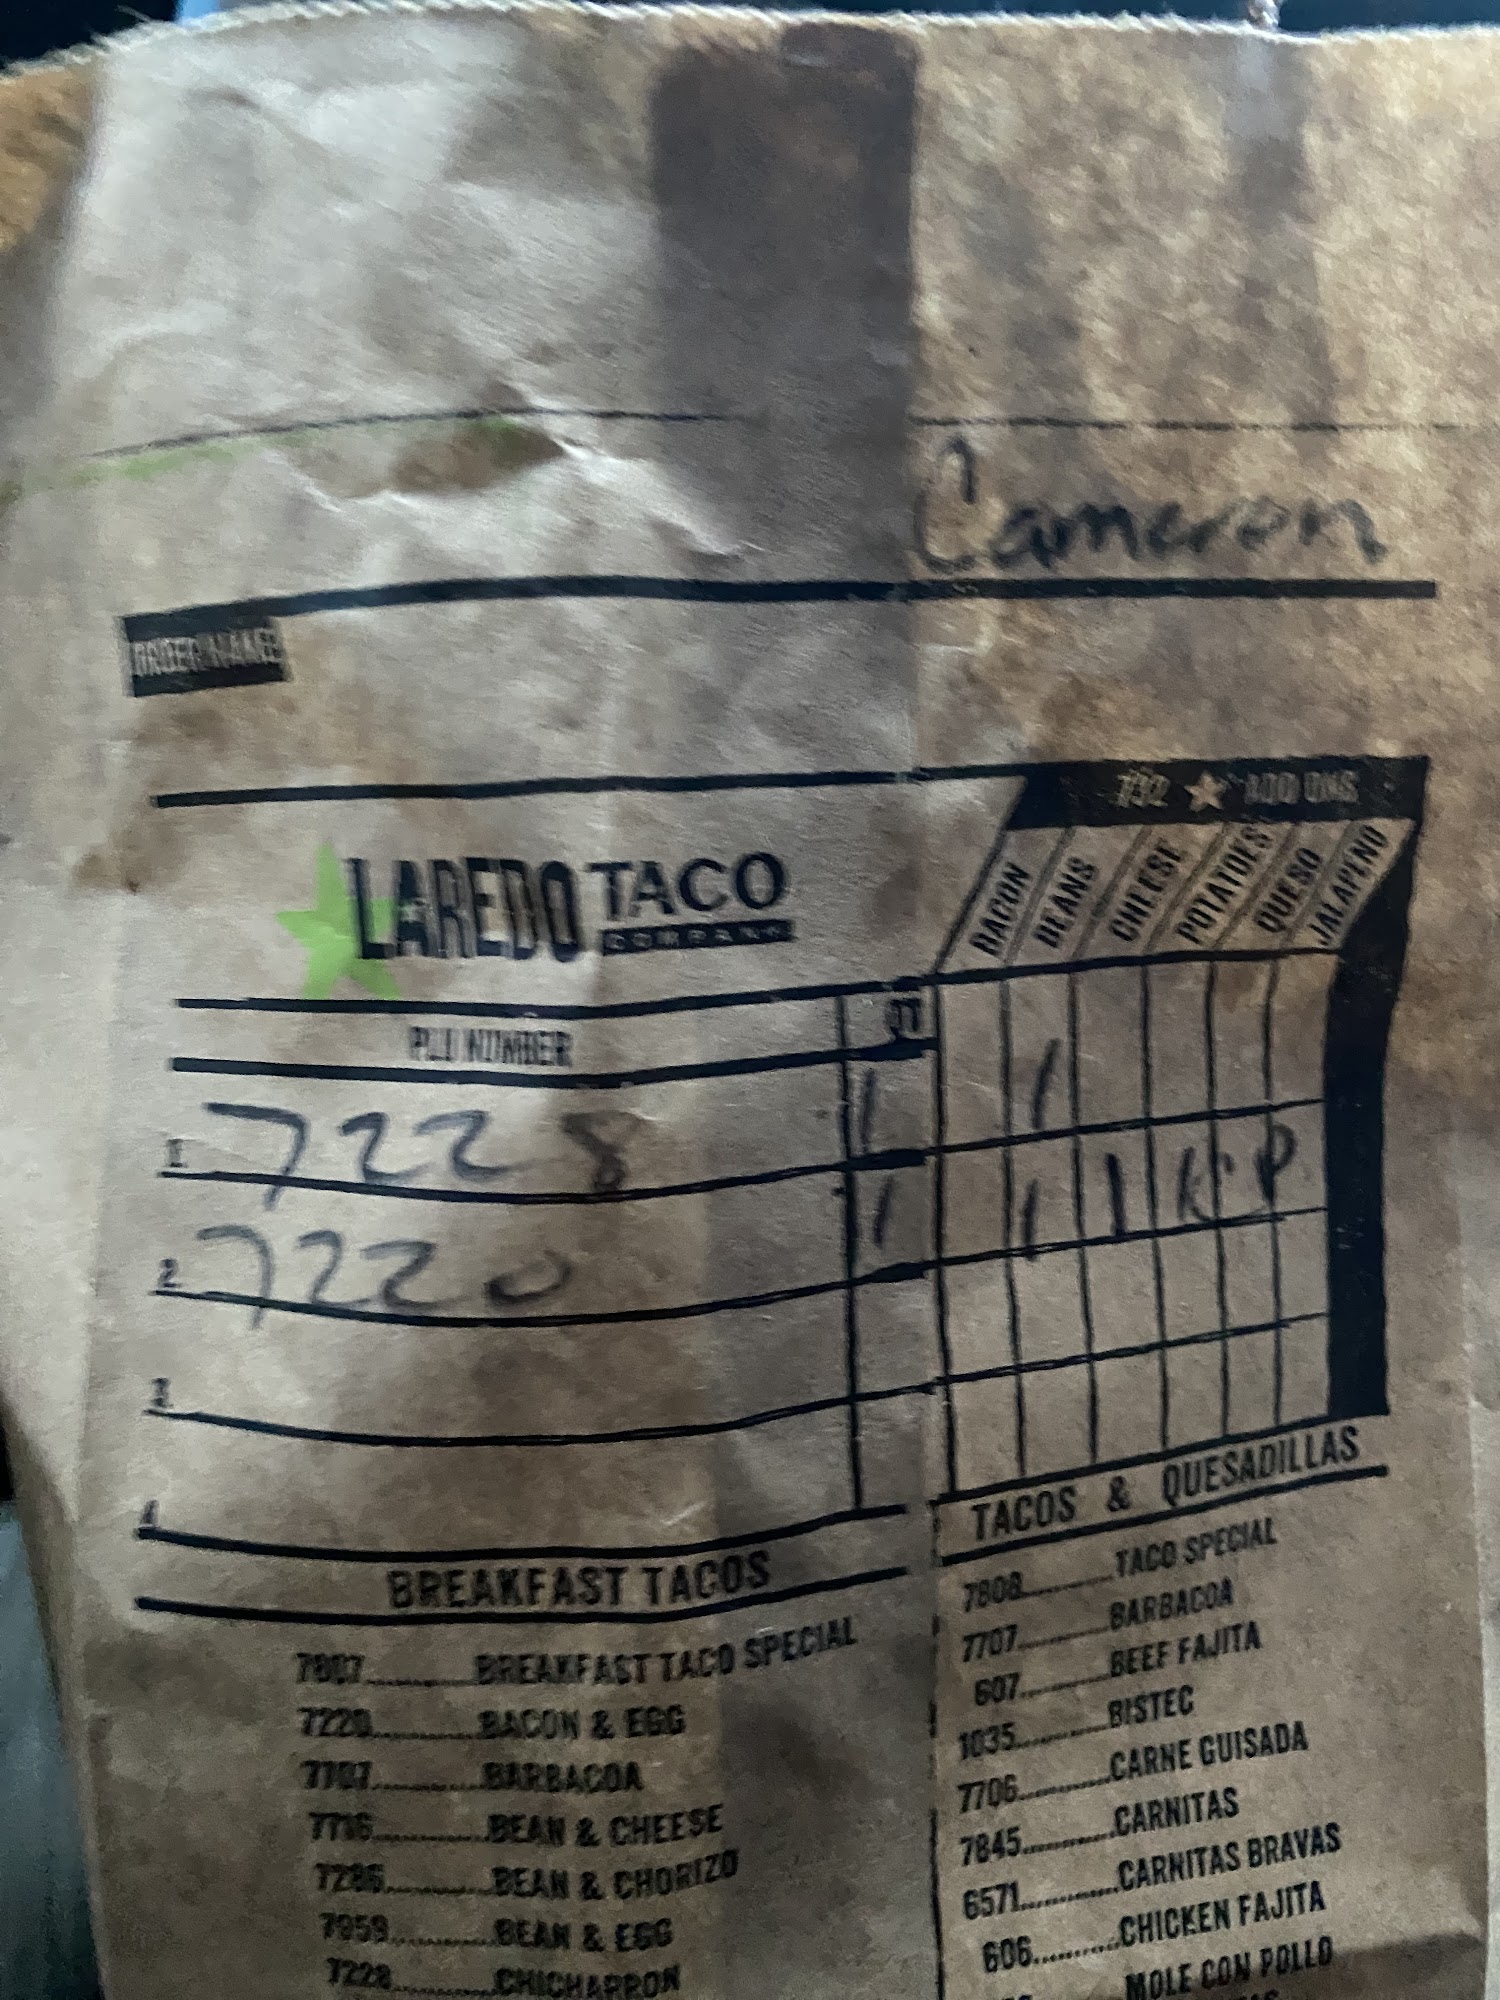 Cameron
ORDER NAME
732 ★ ADD ONS
LAREDO TACO
COMPANY
BACON
BEANS
CHEESE
POTATOES
QUESO
JALAPENO
PLU NUMBER
1. 7228 1 1
2. 7220 1 1 1
3.
4
BREAKFAST TACOS
7807............BREAKFAST TACO SPECIAL
7220............BACON & EGG
7707............BARBACOA
7716............BEAN & CHEESE
7286............BEAN & CHORIZO
7959............BEAN & EGG
7228............CHICHARRON
TACOS & QUESADILLAS
7808............TACO SPECIAL
7707............BARBACOA
607............BEEF FAJITA
1035............BISTEC
7706............CARNE GUISADA
7845............CARNITAS
6571............CARNITAS BRAVAS
606............CHICKEN FAJITA
MOLE CON POLLO